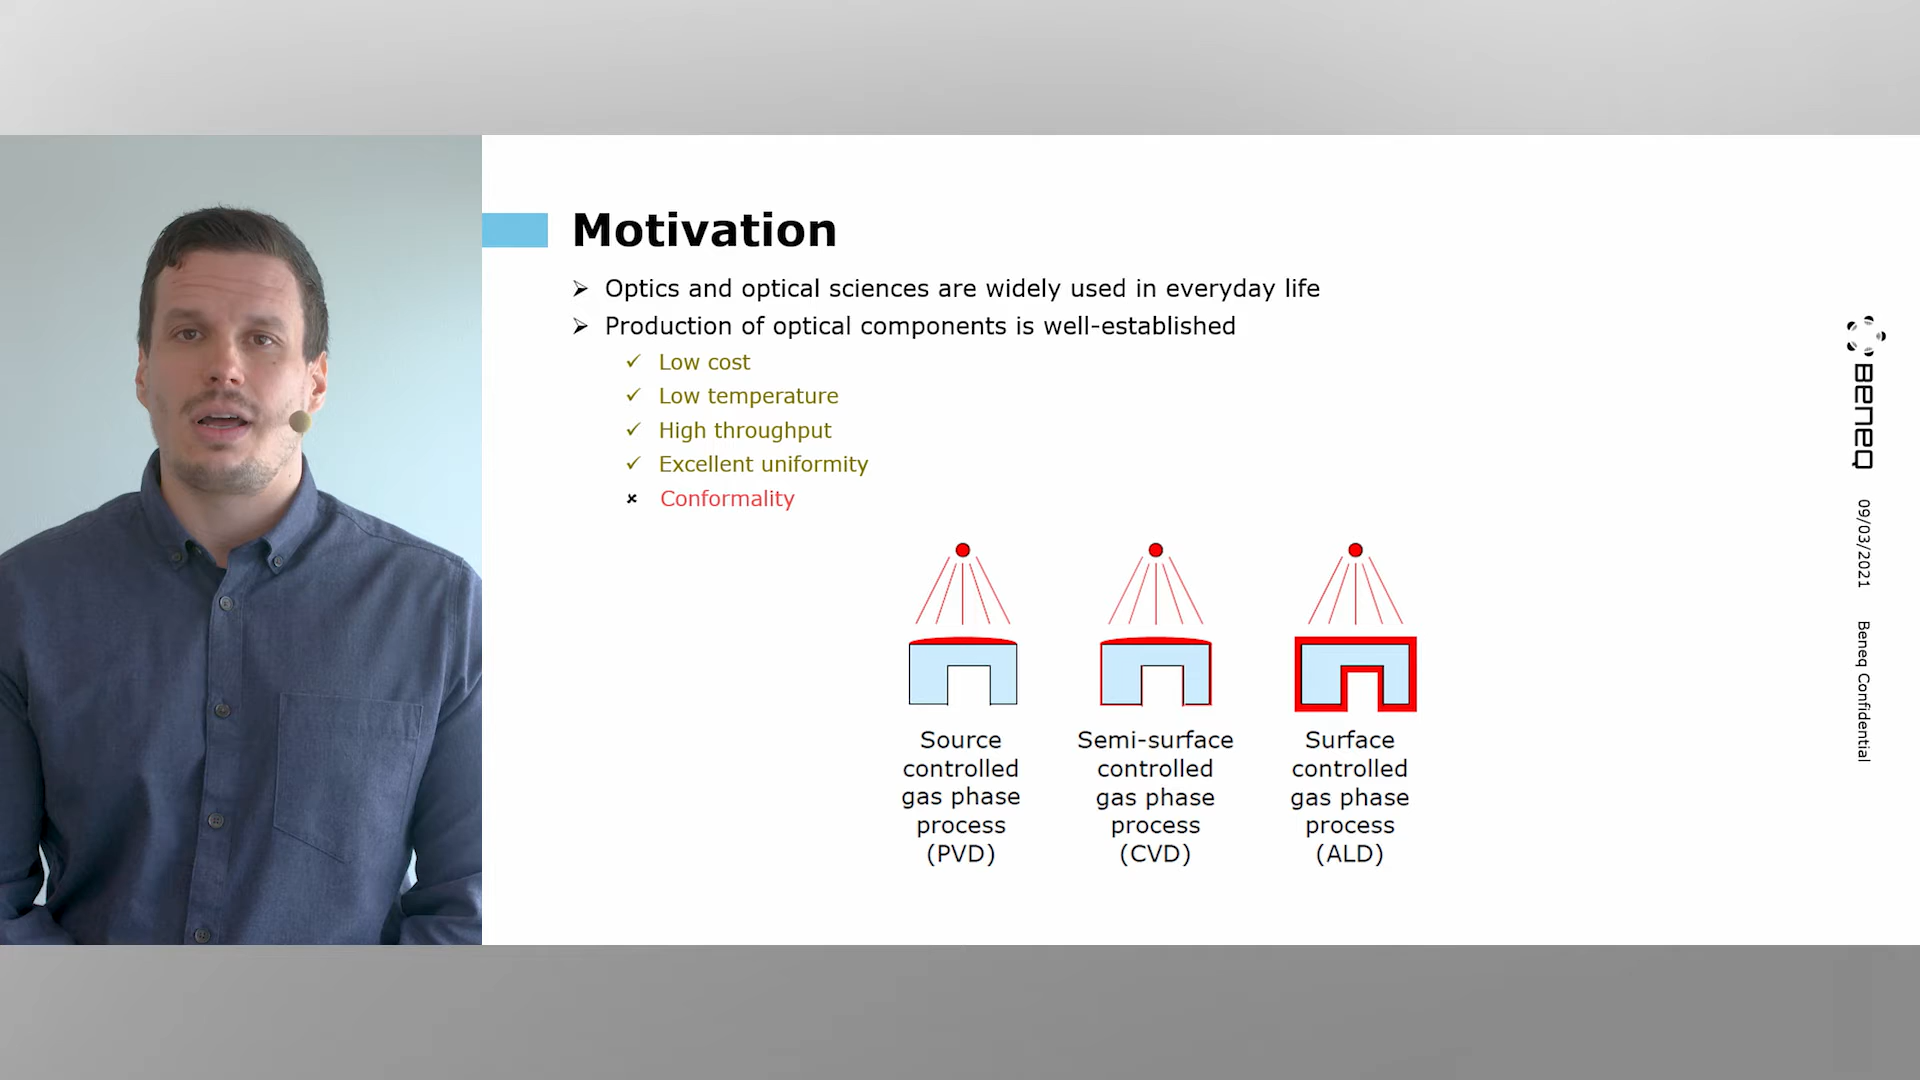 Motivation
Optics and optical sciences are widely used in everyday life
Production of optical components is well-established
Low cost
Low temperature
High throughput
Excellent uniformity
Conformality
Source
controlled
gas phase
process
(PVD)
Semi-surface
controlled
gas phase
process
(CVD)
Surface
controlled
gas phase
process
(ALD)
Beneq
09/03/2021
Beneq Confidential